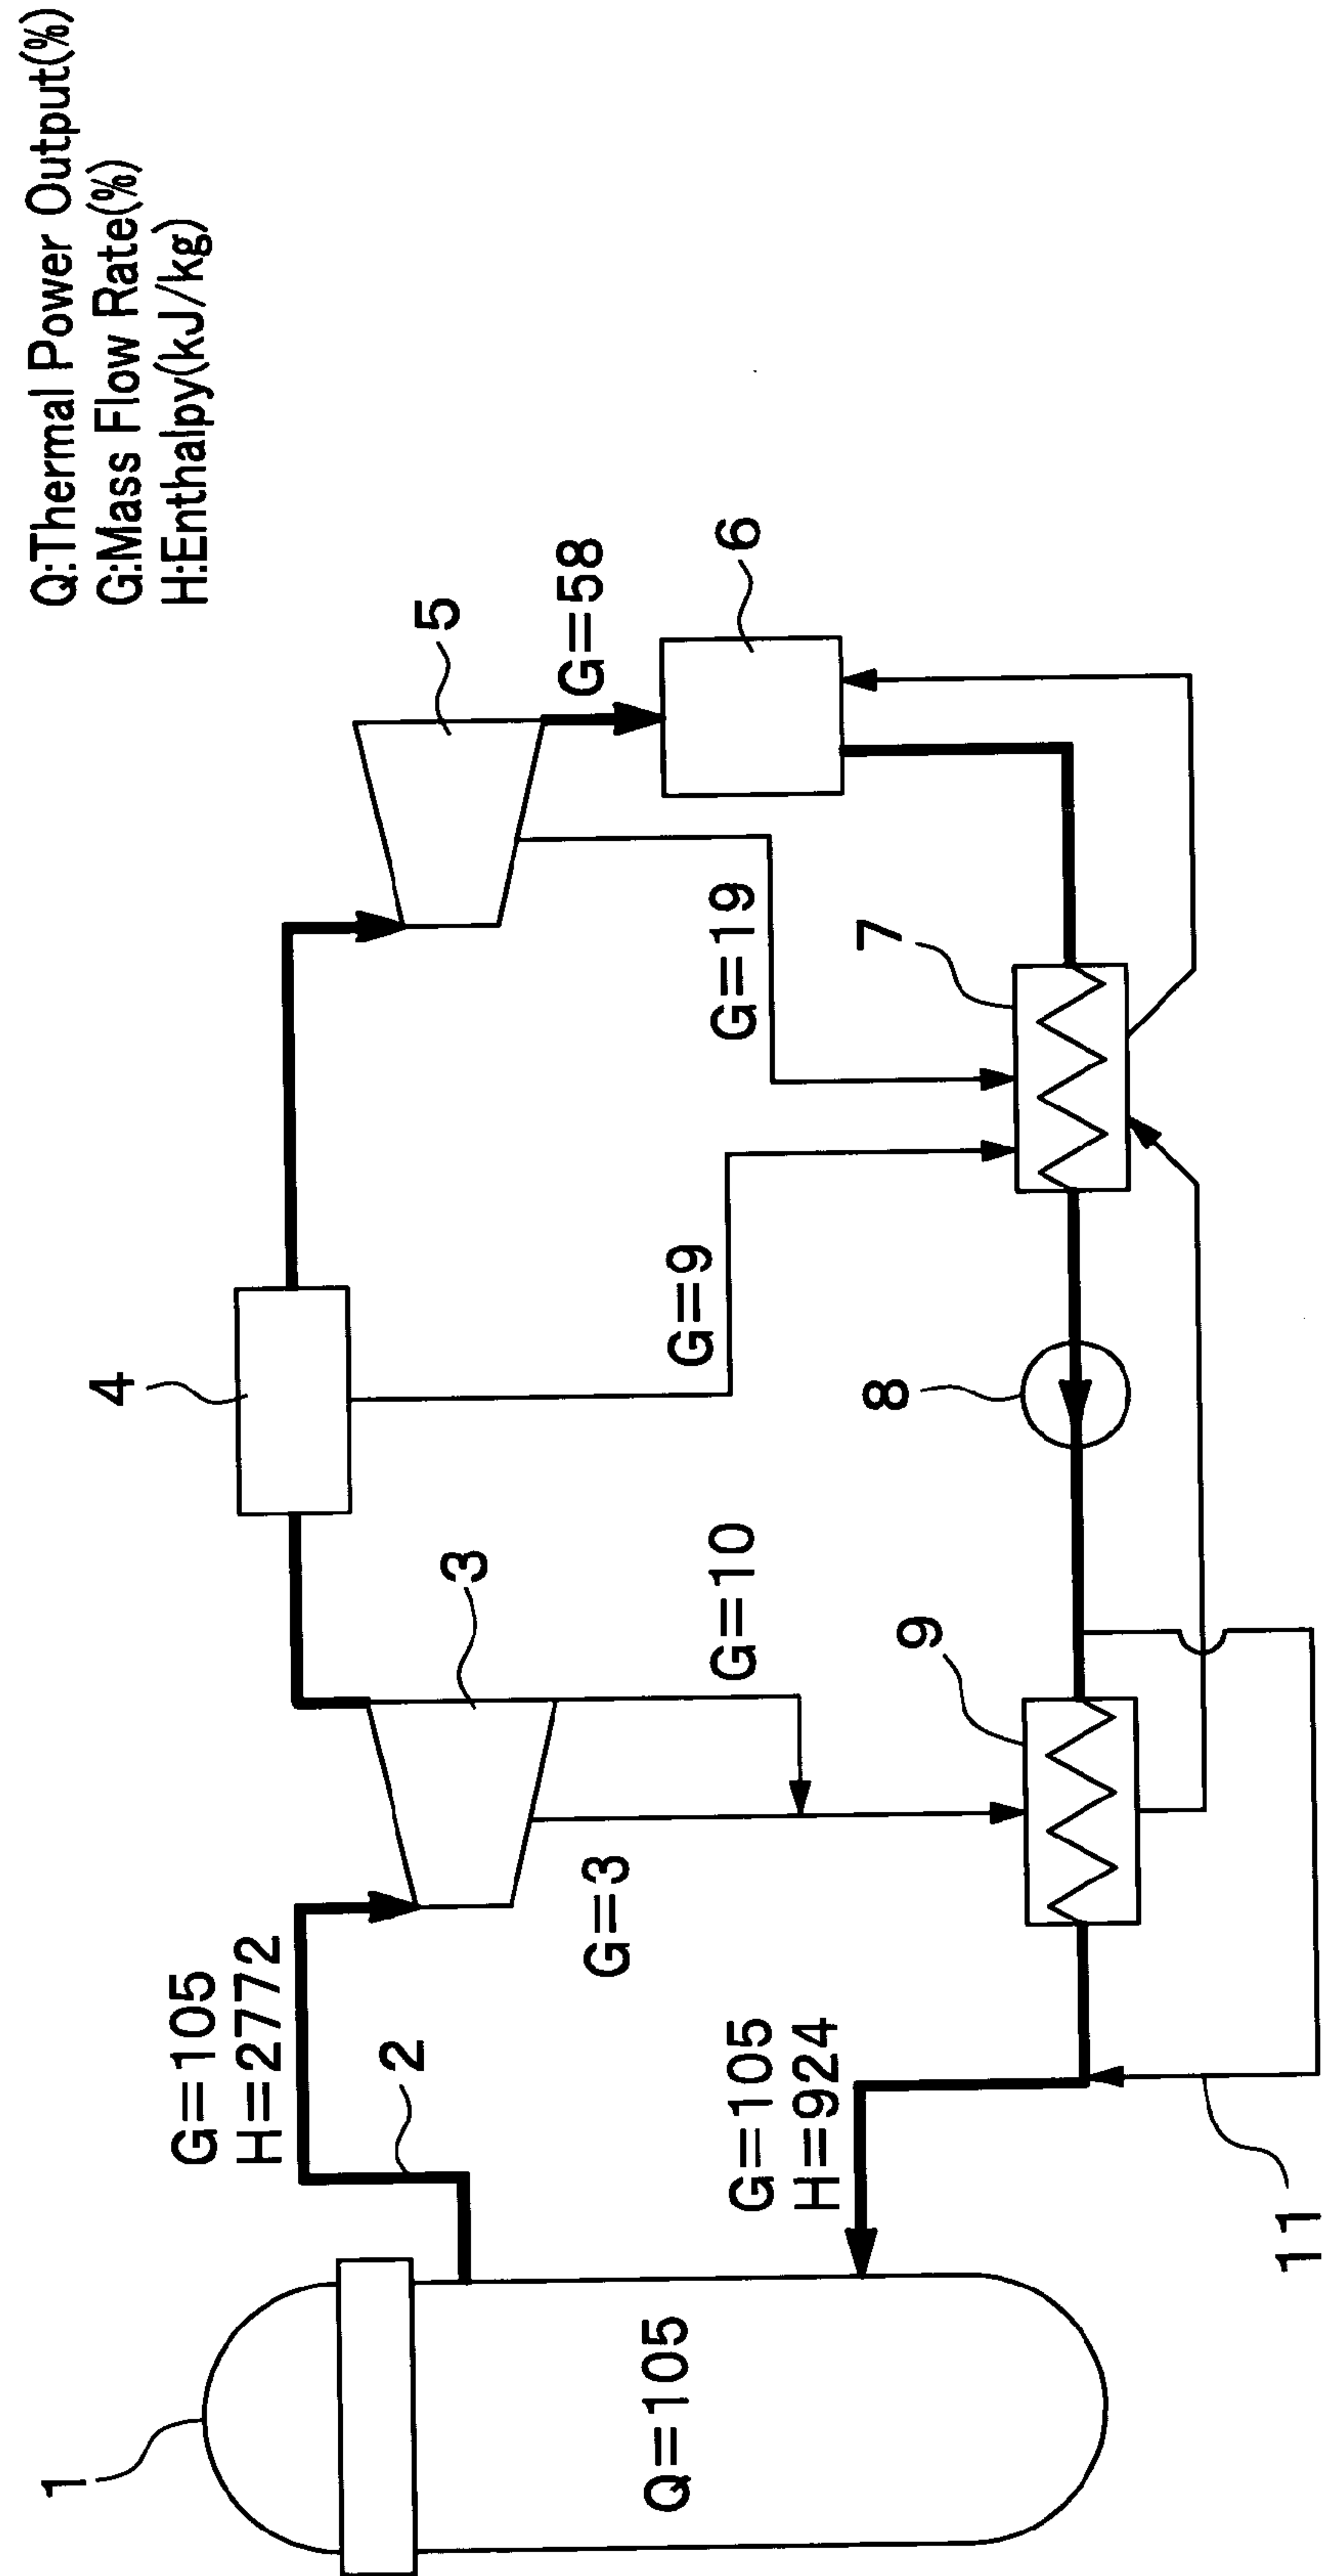 Q:Thermal Power Output(%)
G:Mass Flow Rate(%)
H:Enthalpy(kJ/kg)
1
Q=105
G=105
H=2772
2
3
G=3
G=10
4
G=9
5
G=58
G=19
6
7
8
9
G=105
H=924
11